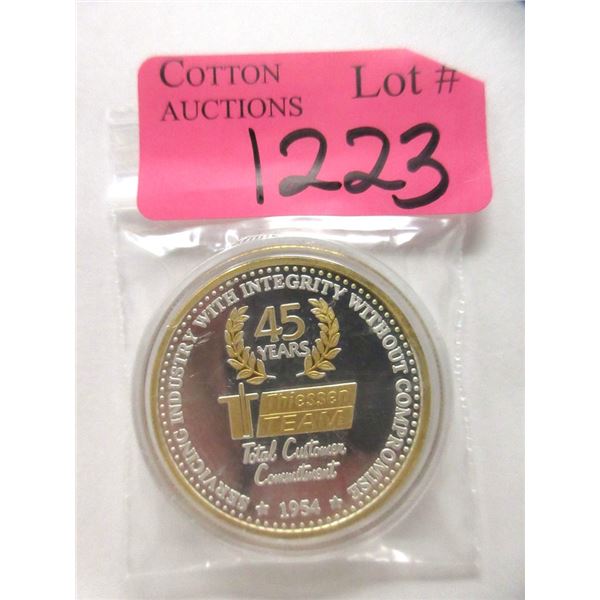 COTTON
AUCTIONS
Lot #
1223
SERVICING INDUSTRY WITH INTEGRITY WITHOUT COMPROMISE
45
YEARS
Thiessen
TEAM
Total Customer
Commitment
★ 1954 ★